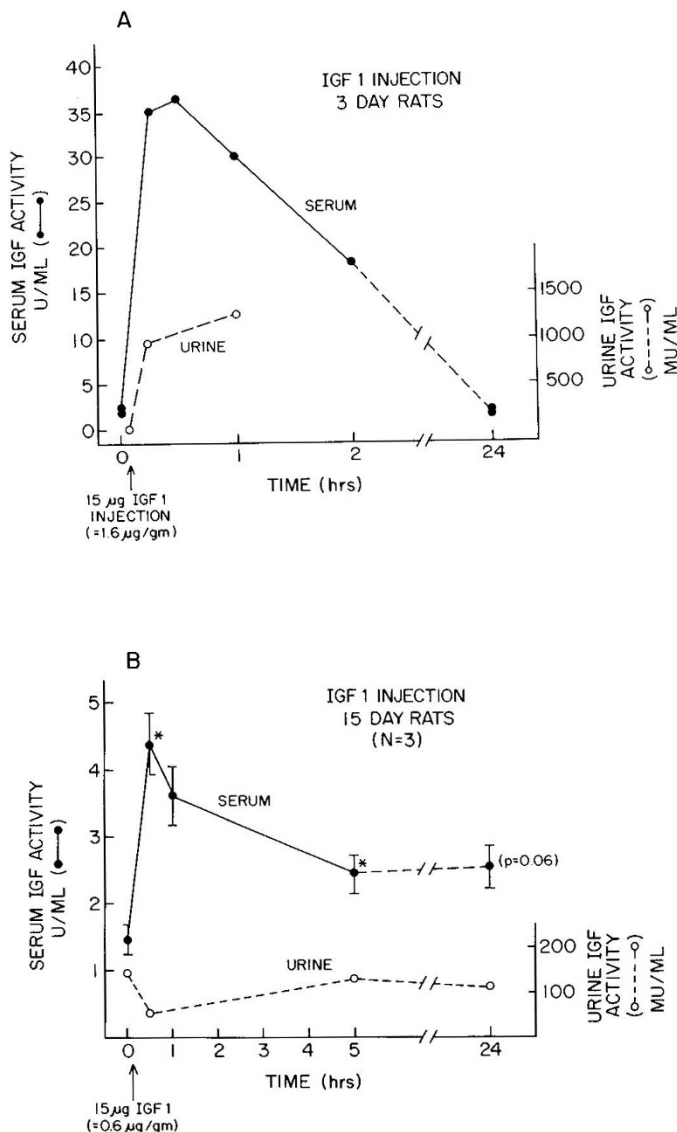 A
IGF 1 INJECTION
3 DAY RATS
SERUM IGF ACTIVITY
U/ML (●—●)
40
35
30
25
20
15
10
5
0
SERUM
URINE
1500
1000
500
URINE IGF
ACTIVITY
(○---○)
MU/ML
0
1
2
24
TIME (hrs)
15 μg IGF 1
INJECTION
(=1.6 μg/gm)
B
IGF 1 INJECTION
15 DAY RATS
(N=3)
SERUM IGF ACTIVITY
U/ML (●—●)
5
4
3
2
1
*
SERUM
*
(p=0.06)
URINE
200
100
URINE IGF
ACTIVITY
(○---○)
MU/ML
0
1
2
3
4
5
24
TIME (hrs)
15μg IGF 1
(=0.6 μg/gm)